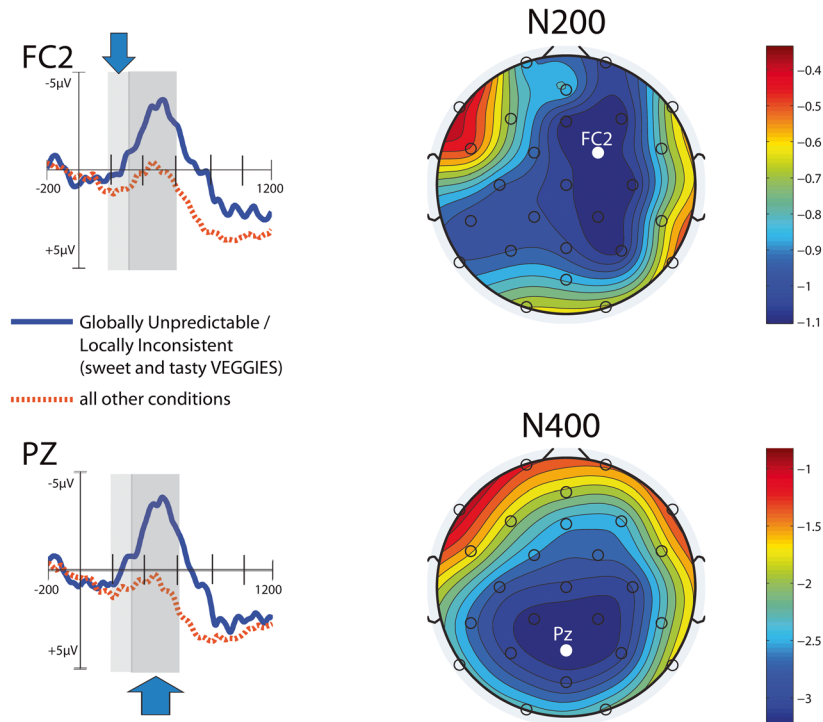 FC2
-5µV
-200
1200
+5µV
Globally Unpredictable /
Locally Inconsistent
(sweet and tasty VEGGIES)
all other conditions
PZ
-5µV
-200
1200
+5µV
N200
FC2
−0.4
−0.5
−0.6
−0.7
−0.8
−0.9
−1
−1.1
N400
Pz
−1
−1.5
−2
−2.5
−3